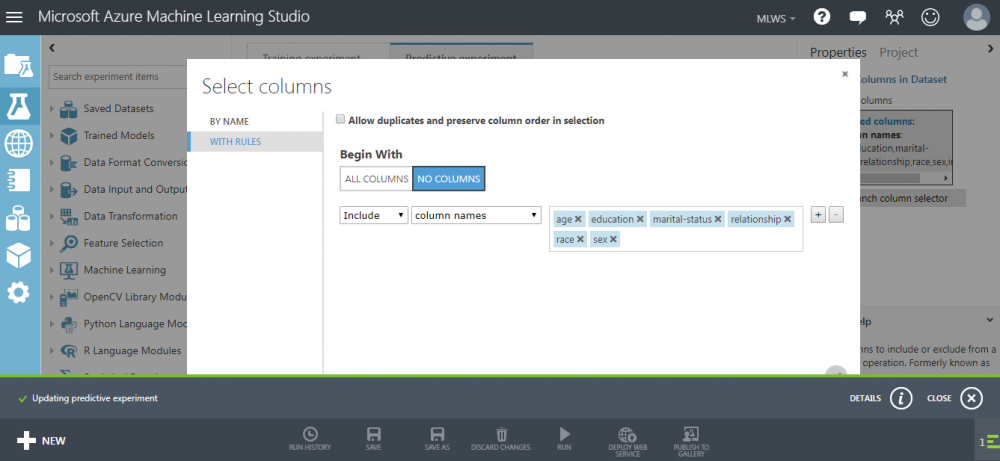 Microsoft Azure Machine Learning Studio
MLWS
Training experiment
Predictive experiment
Properties
Project
Search experiment items
Saved Datasets
Trained Models
Data Format Conversi
Data Input and Outpu
Data Transformation
Feature Selection
Machine Learning
OpenCV Library Modu
Python Language Mod
R Language Modules
Select columns
BY NAME
WITH RULES
Allow duplicates and preserve column order in selection
Begin With
ALL COLUMNS
NO COLUMNS
Include
column names
age
education
marital-status
relationship
race
sex
+
-
olumns in Dataset
olumns
ed columns:
n names:
ducation,marital-
relationship,race,sex,i
nch column selector
elp
nns to include or exclude from a
operation. Formerly known as
Updating predictive experiment
DETAILS
CLOSE
NEW
RUN HISTORY
SAVE
SAVE AS
DISCARD CHANGES
RUN
DEPLOY WEB
SERVICE
PUBLISH TO
GALLERY
1